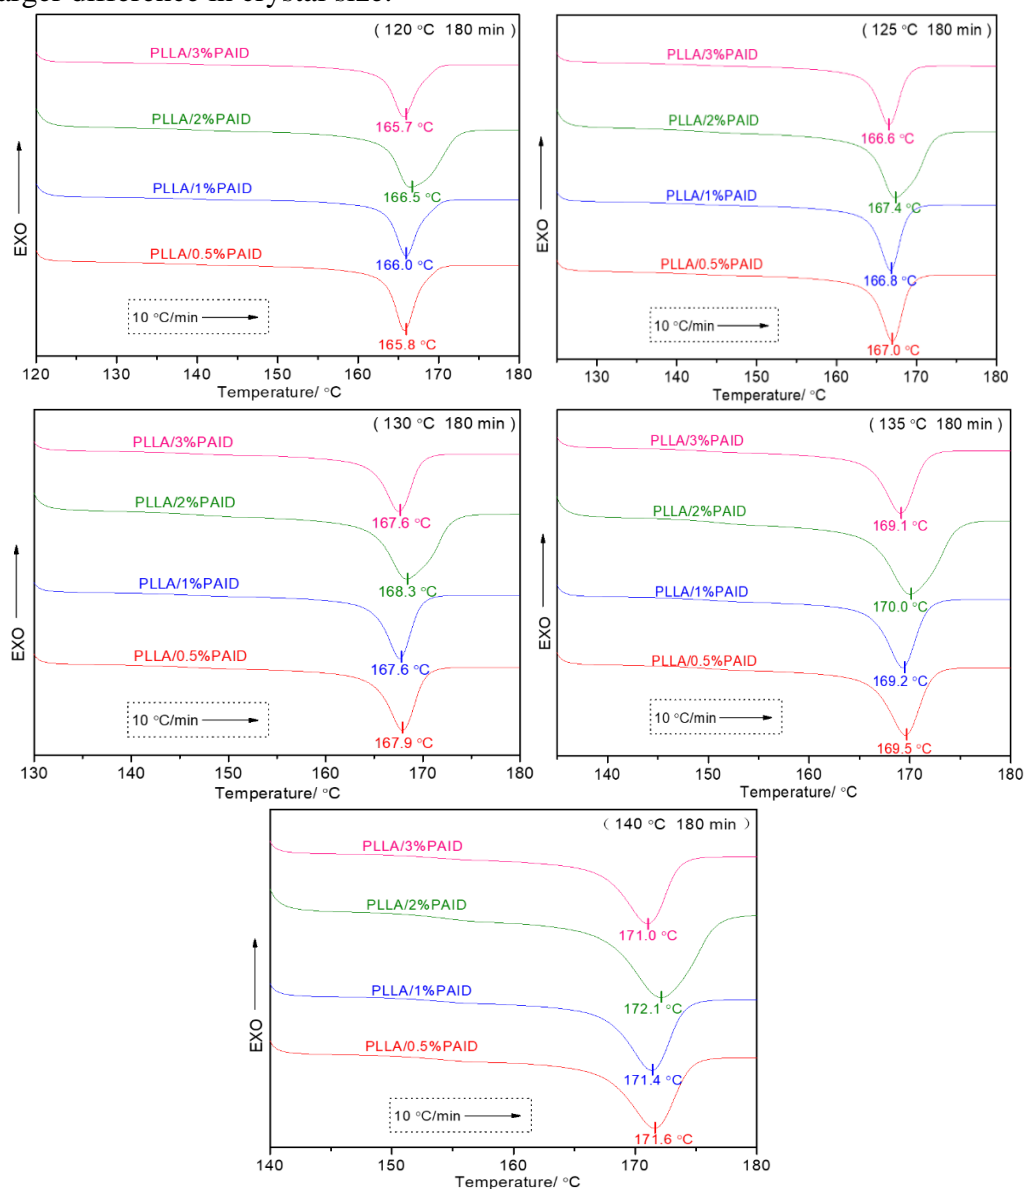 larger difference in crystal size.
( 120 °C 180 min )
PLLA/3%PAID
165.7 °C
PLLA/2%PAID
166.5 °C
PLLA/1%PAID
166.0 °C
PLLA/0.5%PAID
165.8 °C
10 °C/min
EXO
120 130 140 150 160 170 180
Temperature/ °C
( 125 °C 180 min )
PLLA/3%PAID
166.6 °C
PLLA/2%PAID
167.4 °C
PLLA/1%PAID
166.8 °C
PLLA/0.5%PAID
167.0 °C
10 °C/min
EXO
130 140 150 160 170 180
Temperature/ °C
( 130 °C 180 min )
PLLA/3%PAID
167.6 °C
PLLA/2%PAID
168.3 °C
PLLA/1%PAID
167.6 °C
PLLA/0.5%PAID
167.9 °C
10 °C/min
EXO
130 140 150 160 170 180
Temperature/ °C
( 135 °C 180 min )
PLLA/3%PAID
169.1 °C
PLLA/2%PAID
170.0 °C
PLLA/1%PAID
169.2 °C
PLLA/0.5%PAID
169.5 °C
10 °C/min
EXO
140 150 160 170 180
Temperature/ °C
( 140 °C 180 min )
PLLA/3%PAID
171.0 °C
PLLA/2%PAID
172.1 °C
PLLA/1%PAID
171.4 °C
PLLA/0.5%PAID
171.6 °C
10 °C/min
EXO
140 150 160 170 180
Temperature/ °C